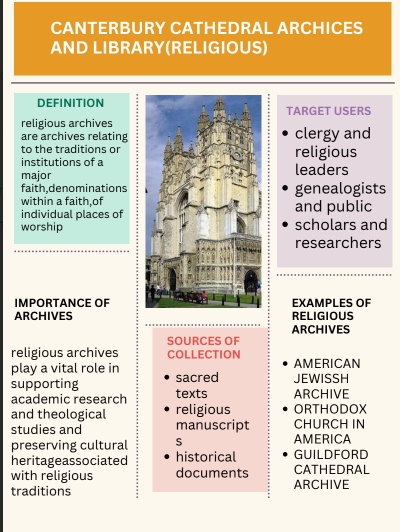 CANTERBURY CATHEDRAL ARCHICES
AND LIBRARY(RELIGIOUS)
DEFINITION
religious archives
are archives relating
to the traditions or
institutions of a
major
faith,denominations
within a faith,of
individual places of
worship
TARGET USERS
clergy and
religious
leaders
genealogists
and public
scholars and
researchers
IMPORTANCE OF
ARCHIVES
religious archives
play a vital role in
supporting
academic research
and theological
studies and
preserving cultural
heritageassociated
with religious
traditions
SOURCES OF
COLLECTION
sacred
texts
religious
manuscript
s
historical
documents
EXAMPLES OF
RELIGIOUS
ARCHIVES
AMERICAN
JEWISSH
ARCHIVE
ORTHODOX
CHURCH IN
AMERICA
GUILDFORD
CATHEDRAL
ARCHIVE